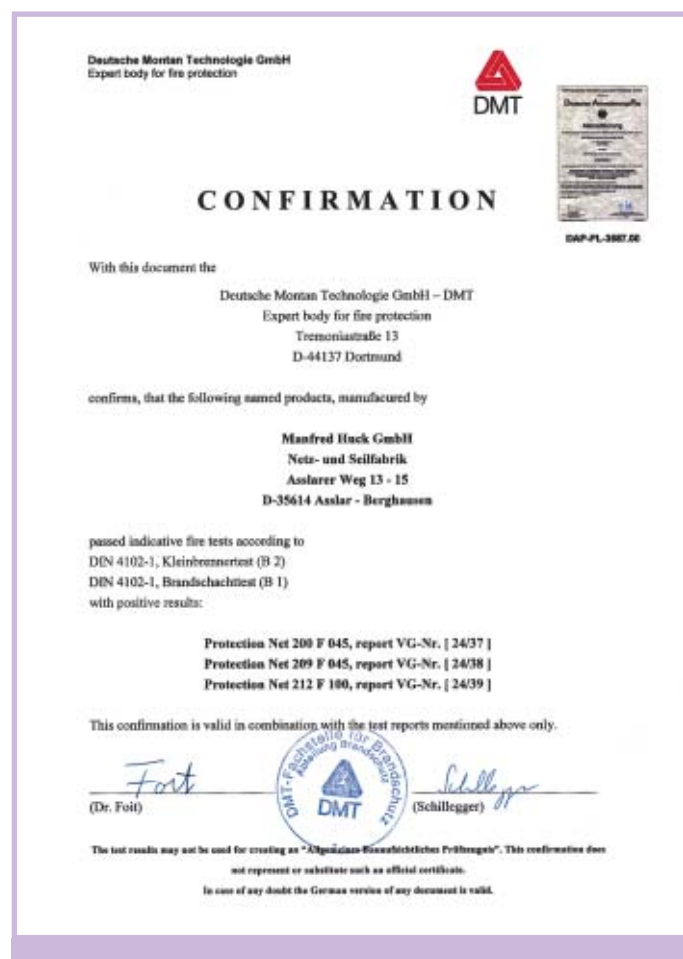 Deutsche Montan Technologie GmbH
Expert body for fire protection
DMT
DAP-PL-3687.00
CONFIRMATION
With this document the
Deutsche Montan Technologie GmbH – DMT
Expert body for fire protection
Tremoniastraße 13
D-44137 Dortmund
confirms, that the following named products, manufacured by
Manfred Huck GmbH
Netz- und Seilfabrik
Asslarer Weg 13 - 15
D-35614 Asslar - Berghausen
passed indicative fire tests according to
DIN 4102-1, Kleinbrennertest (B 2)
DIN 4102-1, Brandschachttest (B 1)
with positive results:
Protection Net 200 F 045, report VG-Nr. [ 24/37 ]
Protection Net 209 F 045, report VG-Nr. [ 24/38 ]
Protection Net 212 F 100, report VG-Nr. [ 24/39 ]
This confirmation is valid in combination with the test reports mentioned above only.
DMT-Fachstelle für Brandschutz
Abteilung Brandschutz
DMT
Foit
Schillegger
(Dr. Foit)
(Schillegger)
The test results may not be used for creating an "Allgemeines Bauaufsichtliches Prüfzeugnis". This confirmation does
not represent or substitute such an official certificate.
In case of any doubt the German version of any document is valid.